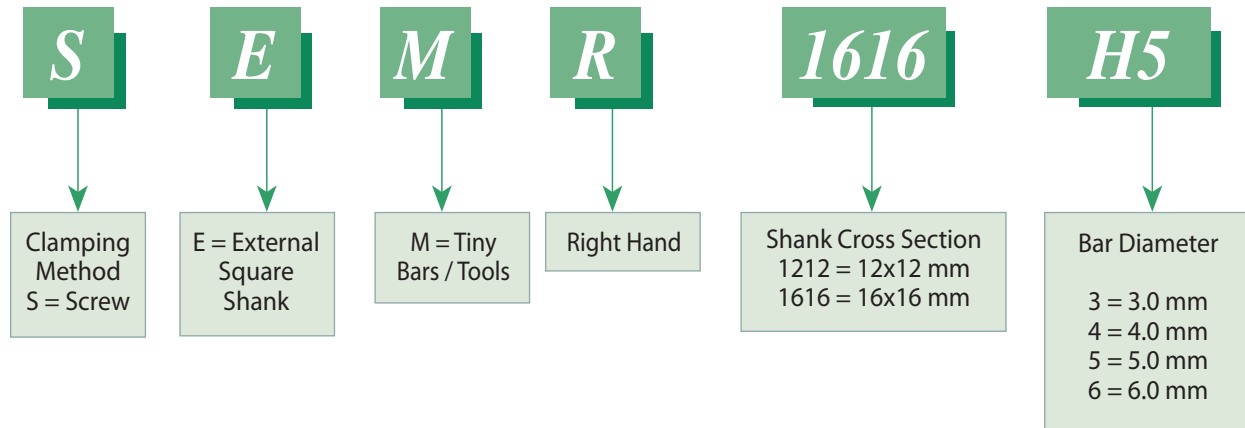 S E M R 1616 H5
Clamping
Method
S = Screw
E = External
Square
Shank
M = Tiny
Bars / Tools
Right Hand
Shank Cross Section
1212 = 12x12 mm
1616 = 16x16 mm
Bar Diameter
3 = 3.0 mm
4 = 4.0 mm
5 = 5.0 mm
6 = 6.0 mm